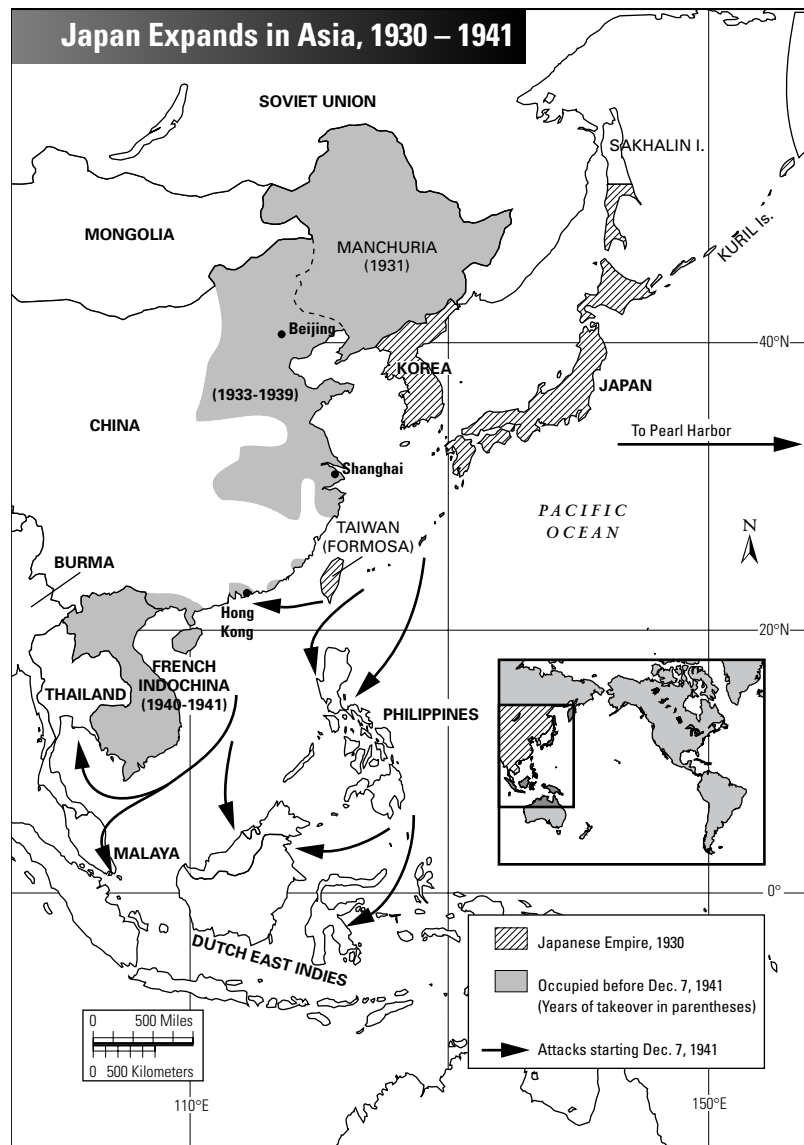 Japan Expands in Asia, 1930 – 1941
SOVIET UNION
SAKHALIN I.
KURIL Is.
MONGOLIA
MANCHURIA
(1931)
Beijing
40°N
KOREA
JAPAN
(1933-1939)
CHINA
To Pearl Harbor
Shanghai
PACIFIC
OCEAN
N
TAIWAN
(FORMOSA)
BURMA
Hong
Kong
20°N
FRENCH
INDOCHINA
(1940-1941)
THAILAND
PHILIPPINES
MALAYA
0°
DUTCH EAST INDIES
Japanese Empire, 1930
Occupied before Dec. 7, 1941
(Years of takeover in parentheses)
Attacks starting Dec. 7, 1941
0 500 Miles
0 500 Kilometers
110°E
150°E